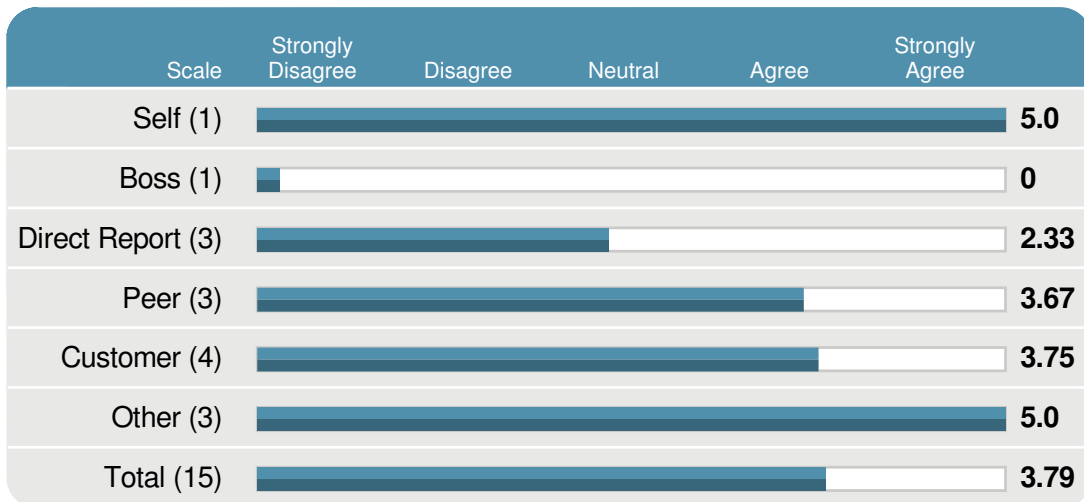 Scale Strongly Disagree Disagree Neutral Agree Strongly Agree
Self (1) 5.0
Boss (1) 0
Direct Report (3) 2.33
Peer (3) 3.67
Customer (4) 3.75
Other (3) 5.0
Total (15) 3.79